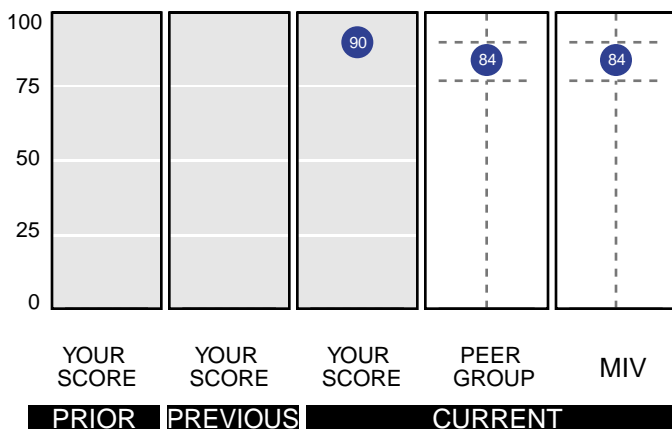 100
75
50
25
0
90
84
84
YOUR
SCORE
YOUR
SCORE
YOUR
SCORE
PEER
GROUP
MIV
PRIOR
PREVIOUS
CURRENT